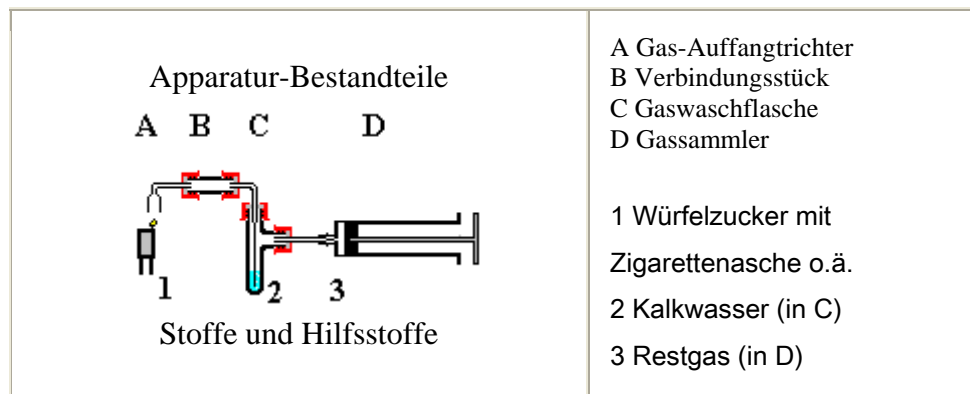 Apparatur-Bestandteile
A B C D
1 2 3
Stoffe und Hilfsstoffe
A Gas-Auffangtrichter
B Verbindungsstück
C Gaswaschflasche
D Gassammler
1 Würfelzucker mit
Zigarettenasche o.ä.
2 Kalkwasser (in C)
3 Restgas (in D)